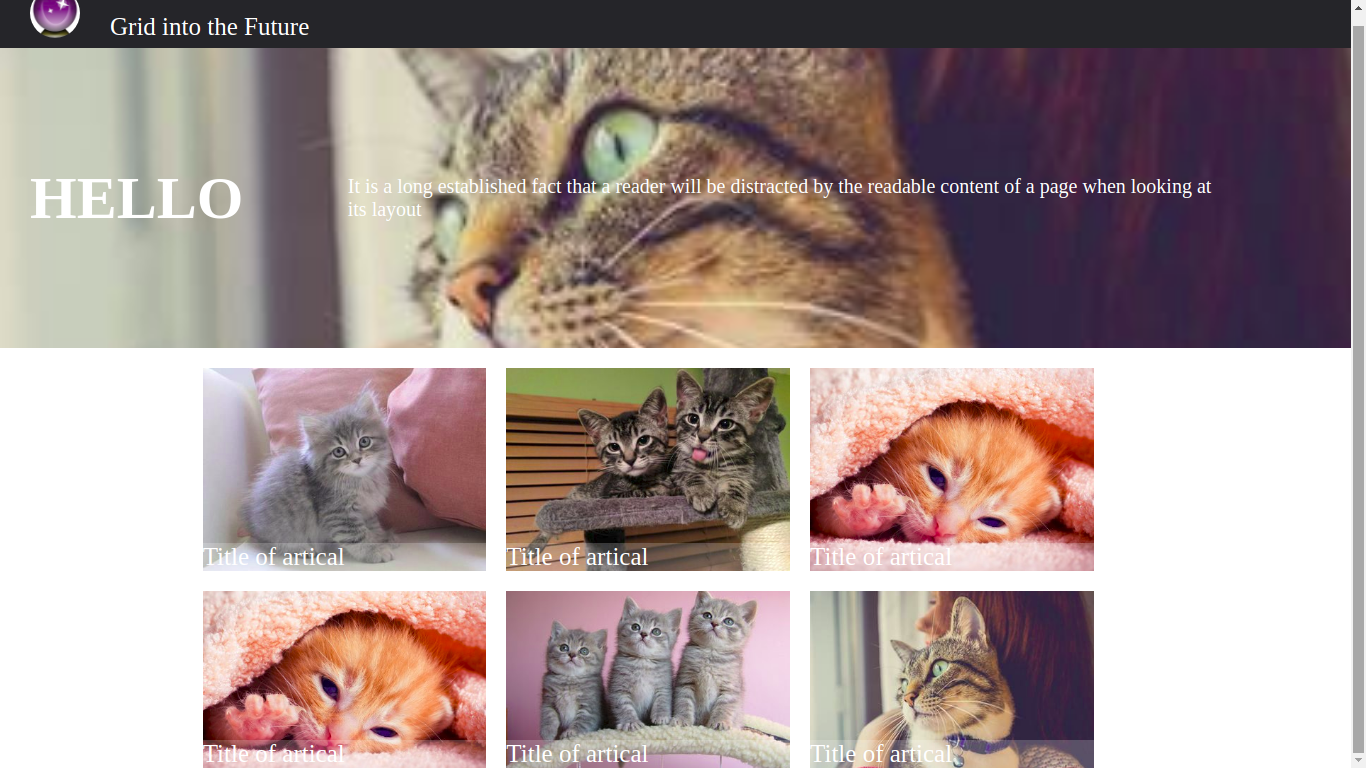 Grid into the Future
HELLO
It is a long established fact that a reader will be distracted by the readable content of a page when looking at
its layout
Title of artical
Title of artical
Title of artical
Title of artical
Title of artical
Title of artical